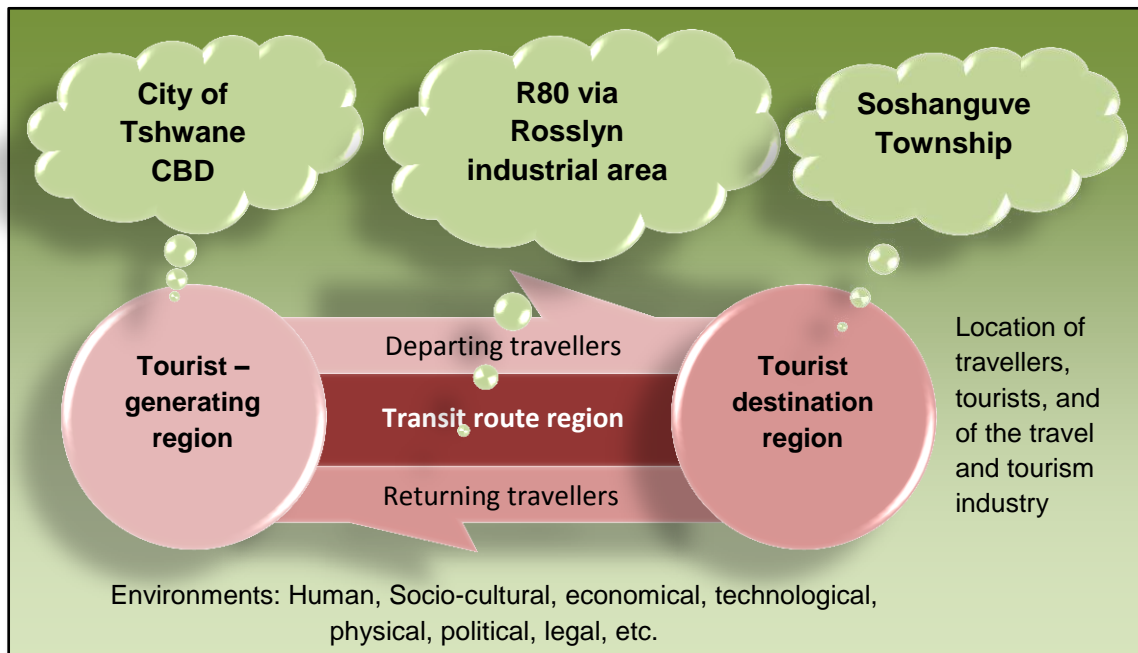 City of
Tshwane
CBD
R80 via
Rosslyn
industrial area
Soshanguve
Township
Tourist –
generating
region
Departing travellers
Transit route region
Returning travellers
Tourist
destination
region
Location of
travellers,
tourists, and
of the travel
and tourism
industry
Environments: Human, Socio-cultural, economical, technological,
physical, political, legal, etc.